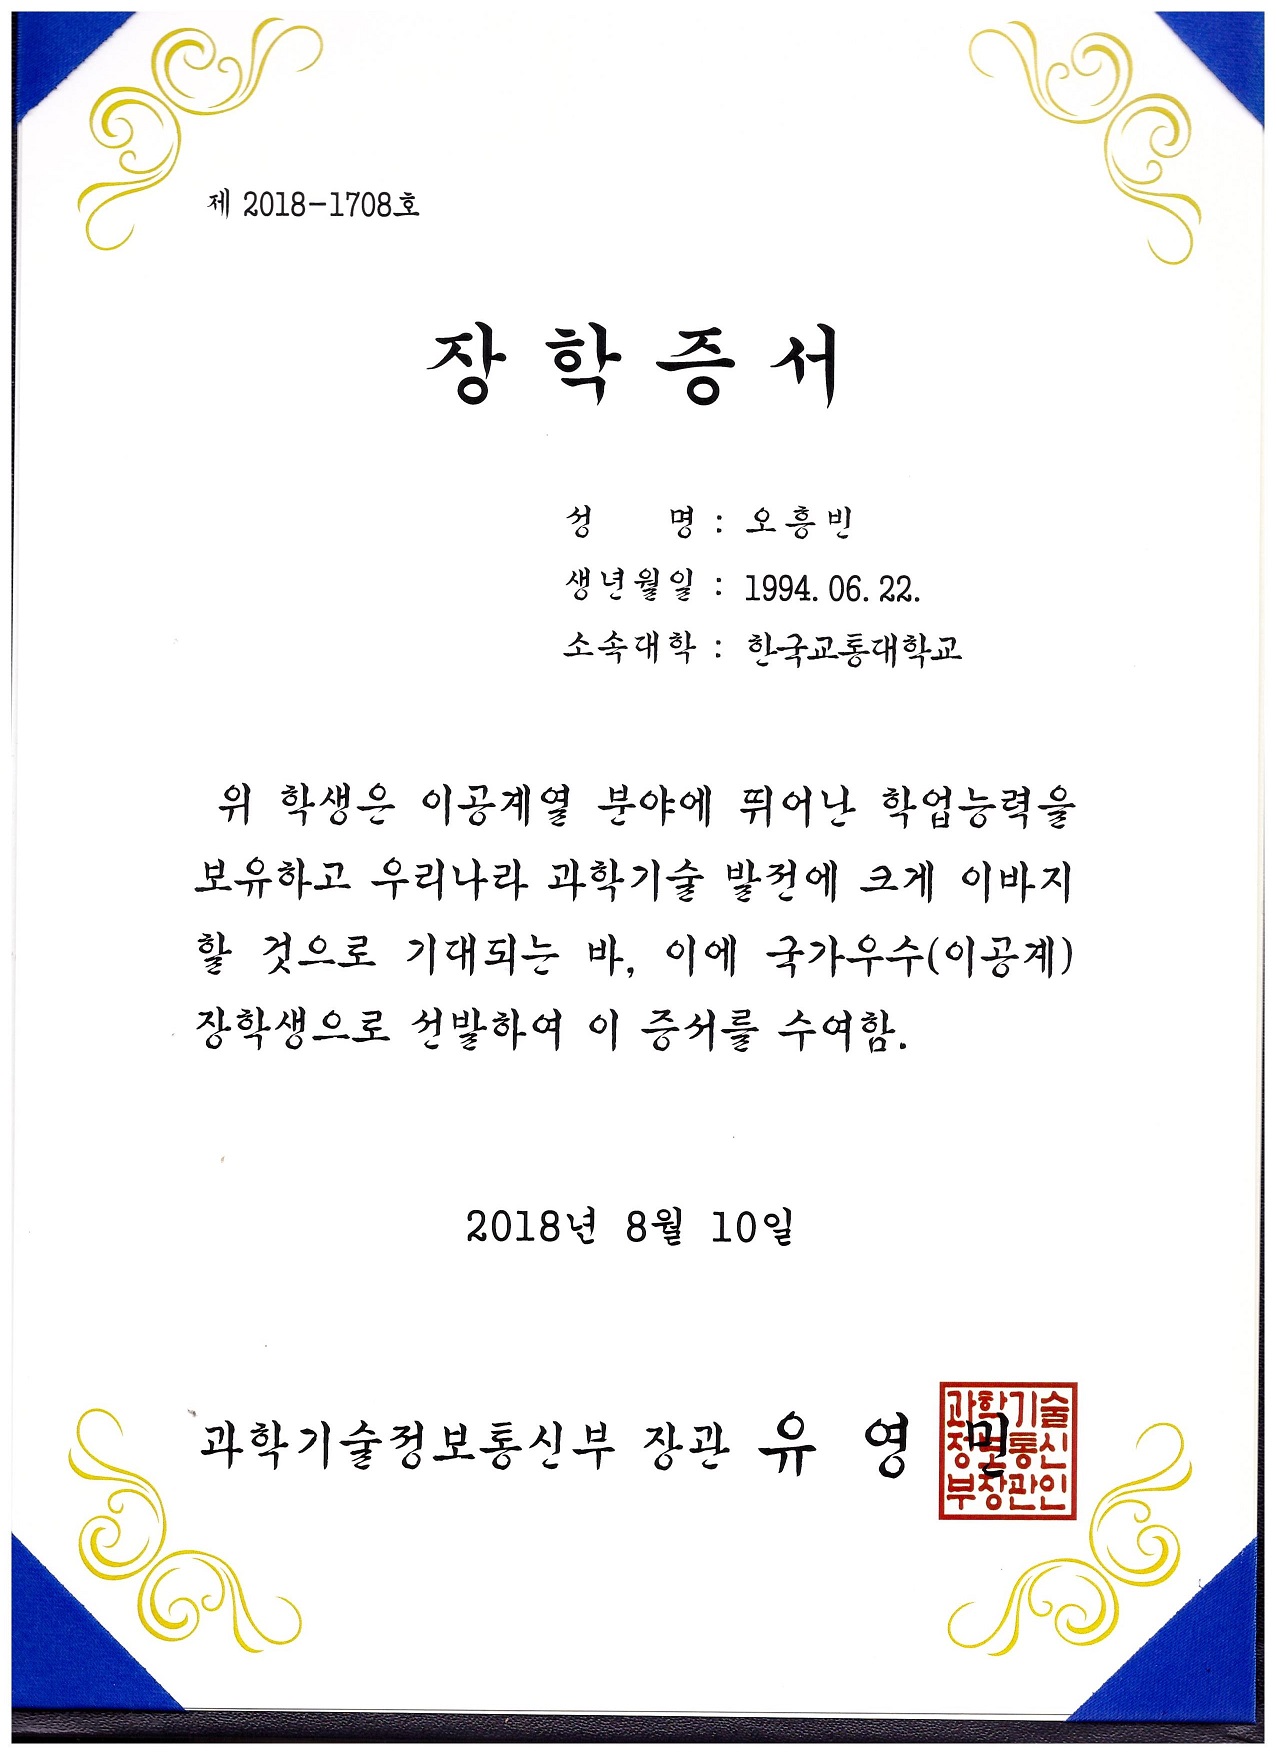 제 2018-1708호
장 학 증 서
성 명 : 오흥빈
생년월일 : 1994. 06. 22.
소속대학 : 한국교통대학교
위 학생은 이공계열 분야에 뛰어난 학업능력을
보유하고 우리나라 과학기술 발전에 크게 이바지
할 것으로 기대되는 바, 이에 국가우수(이공계)
장학생으로 선발하여 이 증서를 수여함.
2018년 8월 10일
과학기술정보통신부 장관 유 영 민
과학기술
정보통신
부장관인